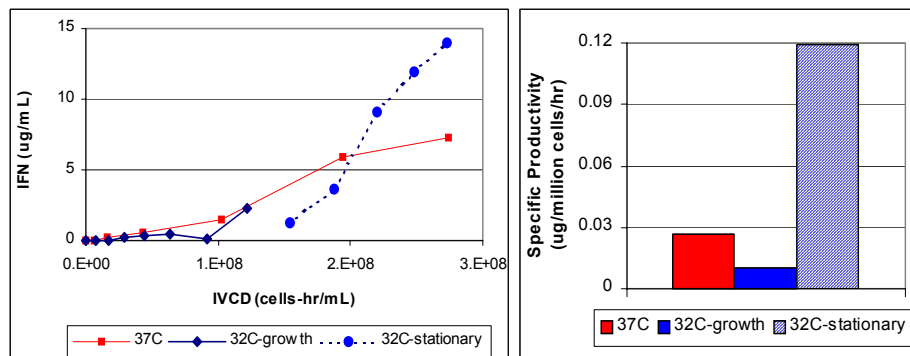 15
10
5
0
IFN (ug/mL)
0.E+00 1.E+08 2.E+08 3.E+08
IVCD (cells-hr/mL)
37C 32C-growth 32C-stationary
0.12
0.09
0.06
0.03
0
Specific Productivity
(ug/million cells/hr)
37C 32C-growth 32C-stationary